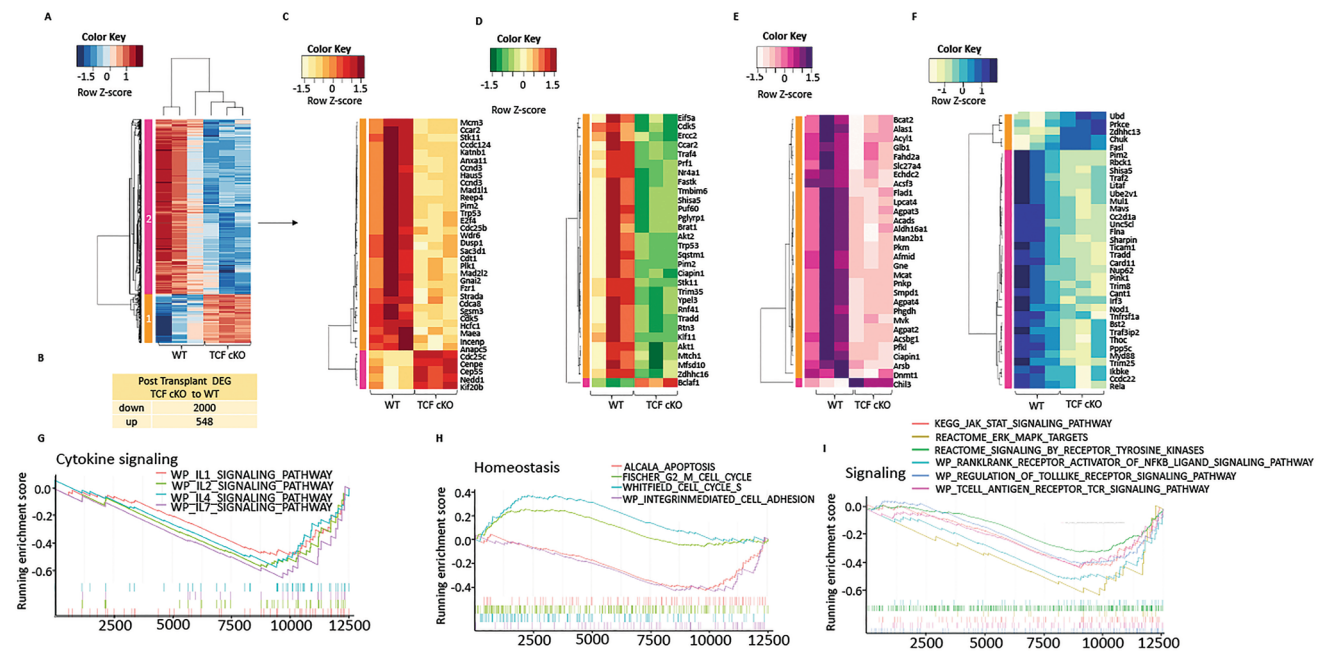 A
Color Key
-1.5 0 1
Row Z-score
2
1
WT TCF cKO
B
Post Transplant DEG
TCF cKO to WT
down 2000
up 548
C
Color Key
-1.5 0 1.5
Row Z-score
Mcm3
Ccar2
Stk11
Ccdc124
Katnb1
Anxa11
Ccnd3
Haus5
Ccnd3
Mad1l1
Reep4
Pim2
Trp53
E2f4
Cdc25b
Wdr6
Dusp1
Sac3d1
Cdt1
Plk1
Mad2l2
Gnai2
Fzr1
Strada
Cdca8
Sgsm3
Cdk5
Hcfc1
Maea
Incenp
Anapc5
Cdc25c
Cenpe
Cep55
Nedd1
Kif20b
WT TCF cKO
D
Color Key
-1.5 0 1.5
Row Z-score
Eif5a
Cdk5
Ercc2
Ccar2
Traf4
Prf1
Nr4a1
Fastk
Tmbim6
Shisa5
Puf60
Pglyrp1
Brat1
Akt2
Trp53
Sqstm1
Pim2
Ciapin1
Stk11
Trim35
Ypel3
Rnf41
Tradd
Rtn3
Klf11
Akt1
Mtch1
Mfsd10
Zdhhc16
Bclaf1
WT TCF cKO
E
Color Key
-1.5 0 1.5
Row Z-score
Bcat2
Alas1
Acyl1
Glb1
Fahd2a
Slc27a4
Echdc2
Acsf3
Flad1
Lpcat4
Agpat3
Acads
Aldh16a1
Man2b1
Pkm
Afmid
Gne
Mcat
Pnkp
Smpd1
Agpat4
Phgdh
Mvk
Agpat2
Acsbg1
Pfkl
Ciapin1
Arsb
Dnmt1
Chil3
WT TCF cKO
F
Color Key
-1 0 1
Row Z-score
Ubd
Prkce
Zdhhc13
Chuk
Fasl
Pim2
Rbck1
Shisa5
Traf2
Litaf
Ube2v1
Mul1
Mavs
Cc2d1a
Unc5cl
Flna
Sharpin
Ticam1
Tradd
Card11
Nup62
Pink1
Trim8
Cant1
Irf3
Nod1
Tnfrsf1a
Bst2
Traf3ip2
Thoc
Ppp5c
Myd88
Trim25
Ikbke
Ccdc22
Rela
WT TCF cKO
G
Cytokine signaling
WP_IL1_SIGNALING_PATHWAY
WP_IL2_SIGNALING_PATHWAY
WP_IL4_SIGNALING_PATHWAY
WP_IL7_SIGNALING_PATHWAY
Running enrichment score
0.0
-0.2
-0.4
-0.6
2500 5000 7500 10000 12500
H
Homeostasis
ALCALA_APOPTOSIS
FISCHER_G2_M_CELL_CYCLE
WHITFIELD_CELL_CYCLE_S
WP_INTEGRINMEDIATED_CELL_ADHESION
Running enrichment score
0.4
0.2
0.0
-0.2
-0.4
2500 5000 7500 10000 12500
I
Signaling
KEGG_JAK_STAT_SIGNALING_PATHWAY
REACTOME_ERK_MAPK_TARGETS
REACTOME_SIGNALING_BY_RECEPTOR_TYROSINE_KINASES
WP_RANKLRANK_RECEPTOR_ACTIVATOR_OF_NFKB_LIGAND_SIGNALING_PATHWAY
WP_REGULATION_OF_TOLLLIKE_RECEPTOR_SIGNALING_PATHWAY
WP_TCELL_ANTIGEN_RECEPTOR_TCR_SIGNALING_PATHWAY
Running enrichment score
0.0
-0.2
-0.4
-0.6
2500 5000 7500 10000 12500